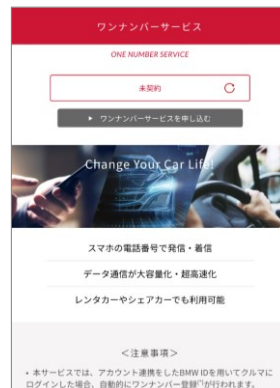 ワンナンバーサービス
ONE NUMBER SERVICE
未契約
ワンナンバーサービスを申し込む
Change Your Car Life!
スマホの電話番号で発信・着信
データ通信が大容量化・超高速化
レンタカーやシェアカーでも利用可能
<注意事項>
• 本サービスでは、アカウント連携をしたBMW IDを用いてクルマに
ログインした場合、自動的にワンナンバー登録(*)が行われます。